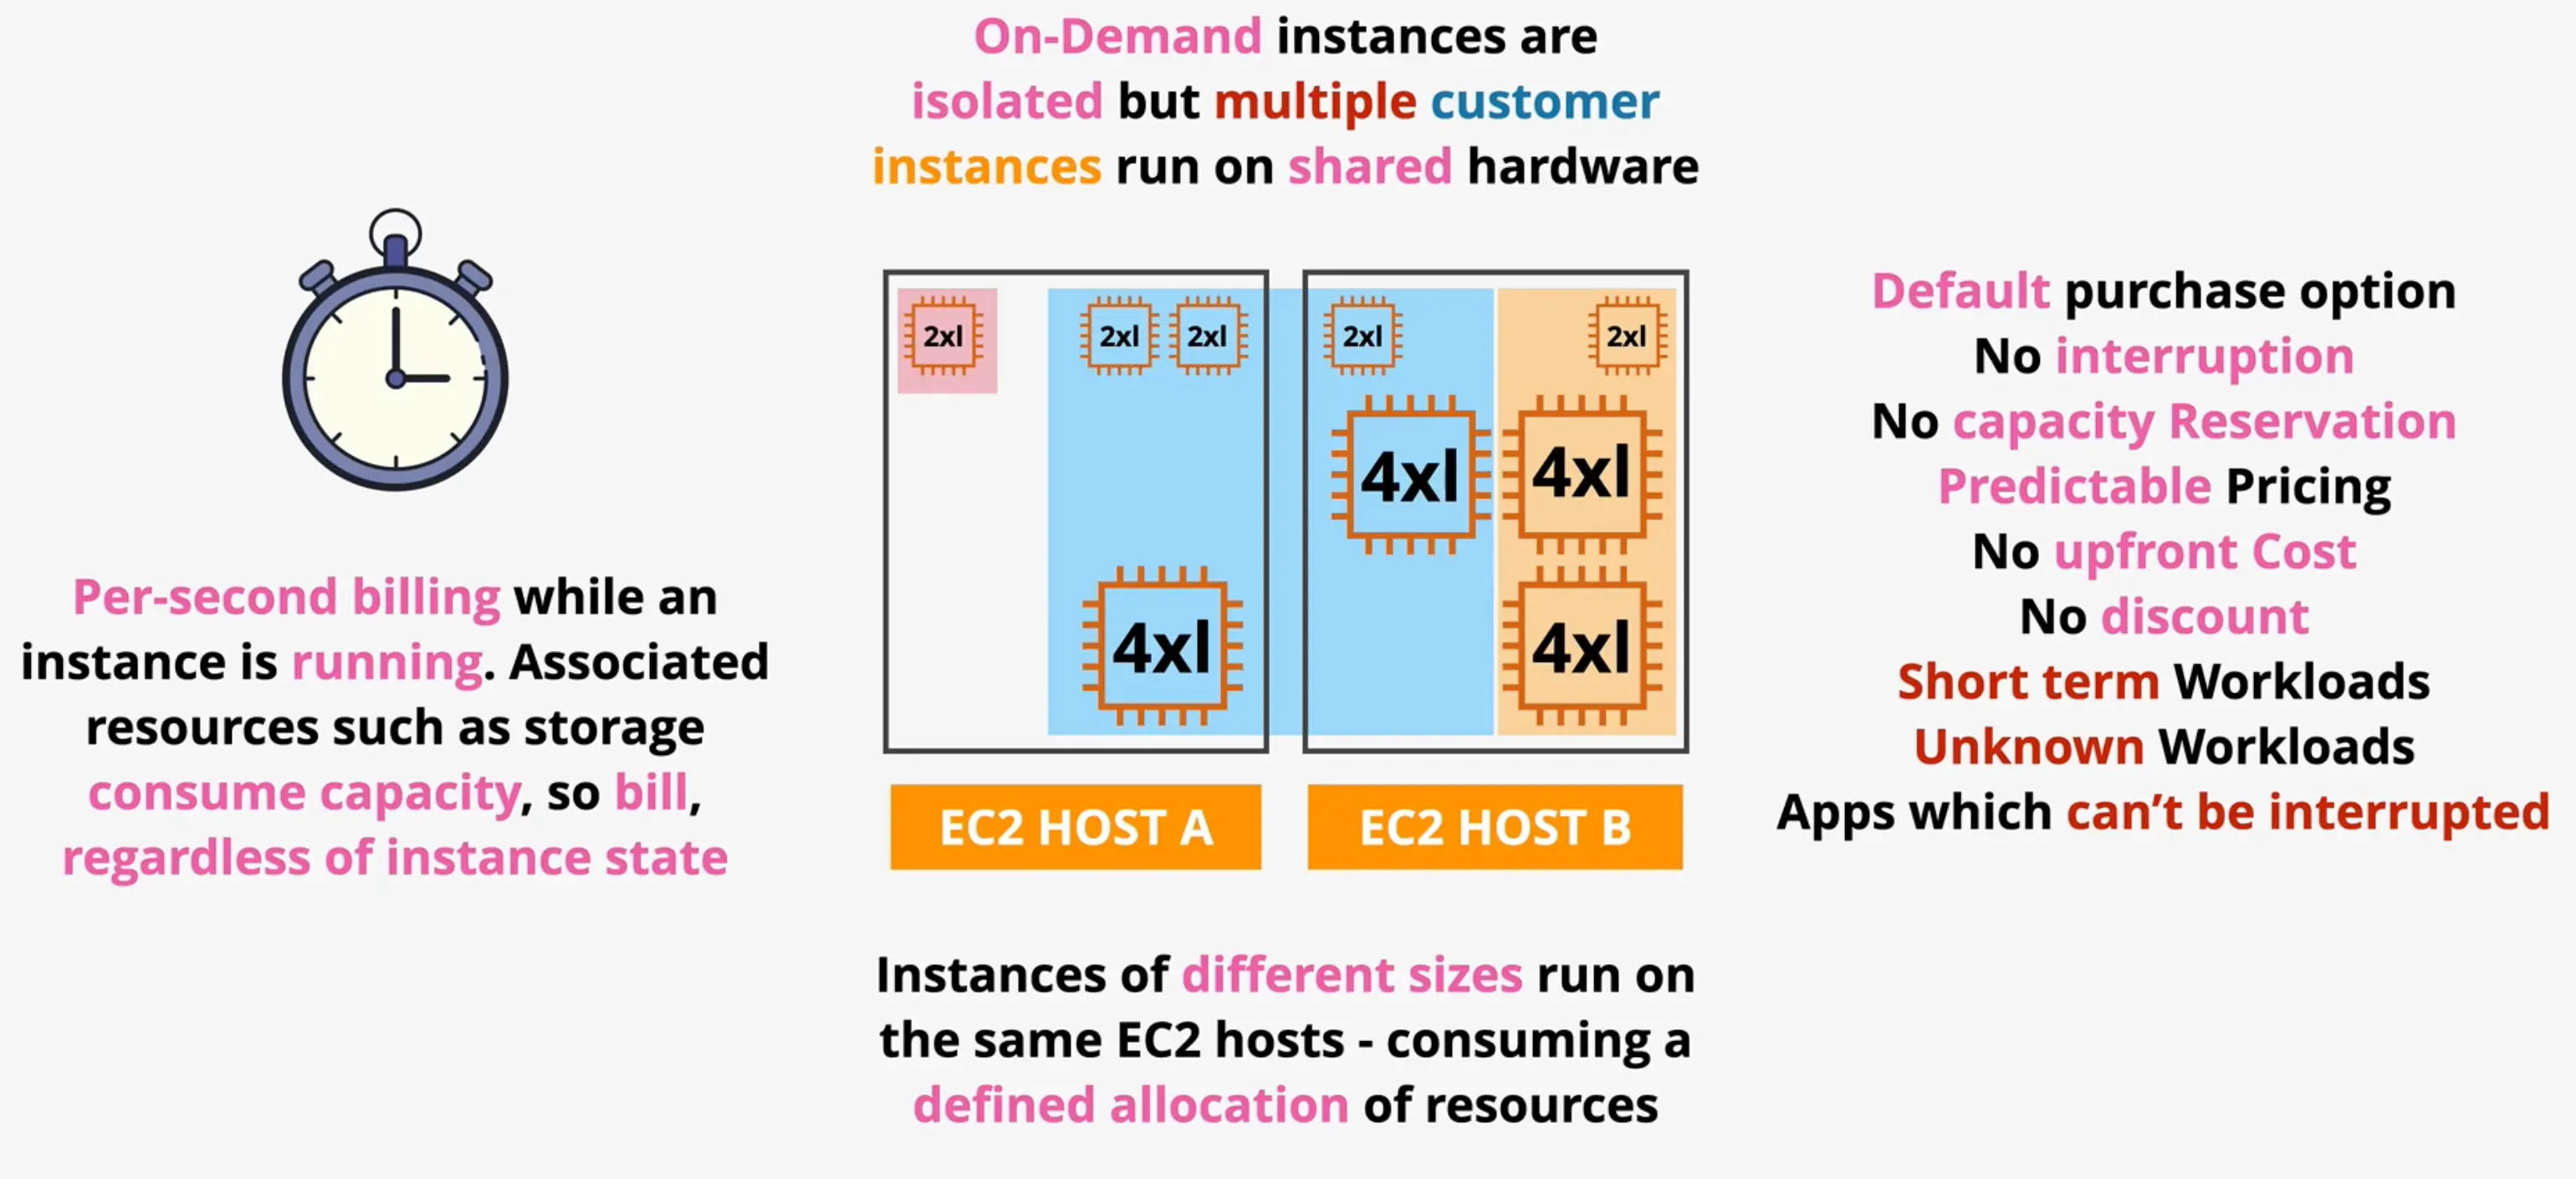 On-Demand instances are
isolated but multiple customer
instances run on shared hardware
Per-second billing while an
instance is running. Associated
resources such as storage
consume capacity, so bill,
regardless of instance state
2xl
2xl
2xl
4xl
EC2 HOST A
2xl
2xl
4xl
4xl
4xl
EC2 HOST B
Instances of different sizes run on
the same EC2 hosts - consuming a
defined allocation of resources
Default purchase option
No interruption
No capacity Reservation
Predictable Pricing
No upfront Cost
No discount
Short term Workloads
Unknown Workloads
Apps which can’t be interrupted